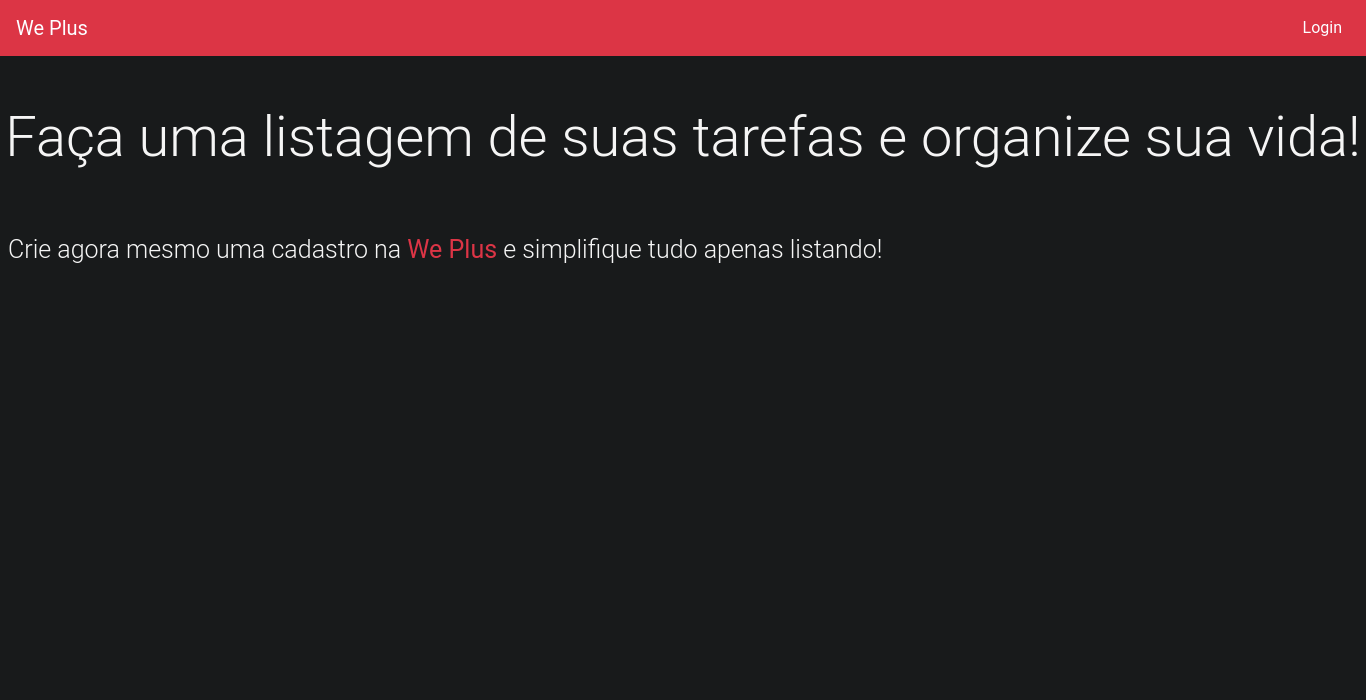 We Plus
Login
Faça uma listagem de suas tarefas e organize sua vida!
Crie agora mesmo uma cadastro na We Plus e simplifique tudo apenas listando!